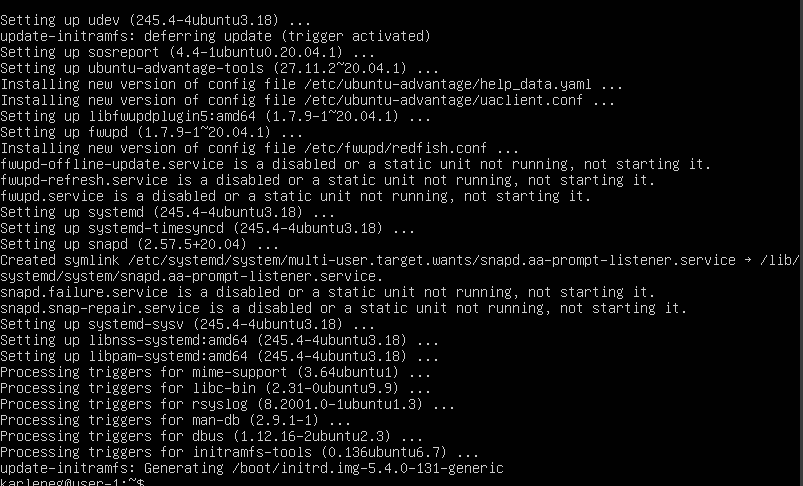 Setting up udev (245.4-4ubuntu3.18) ...
update-initramfs: deferring update (trigger activated)
Setting up sosreport (4.4-1ubuntu0.20.04.1) ...
Setting up ubuntu-advantage-tools (27.11.2~20.04.1) ...
Installing new version of config file /etc/ubuntu-advantage/help_data.yaml ...
Installing new version of config file /etc/ubuntu-advantage/uaclient.conf ...
Setting up libfwupdplugin5:amd64 (1.7.9-1~20.04.1) ...
Setting up fwupd (1.7.9-1~20.04.1) ...
Installing new version of config file /etc/fwupd/redfish.conf ...
fwupd-offline-update.service is a disabled or a static unit not running, not starting it.
fwupd-refresh.service is a disabled or a static unit not running, not starting it.
fwupd.service is a disabled or a static unit not running, not starting it.
Setting up systemd (245.4-4ubuntu3.18) ...
Setting up systemd-timesyncd (245.4-4ubuntu3.18) ...
Setting up snapd (2.57.5+20.04) ...
Created symlink /etc/systemd/system/multi-user.target.wants/snapd.aa-prompt-listener.service → /lib/
systemd/system/snapd.aa-prompt-listener.service.
snapd.failure.service is a disabled or a static unit not running, not starting it.
snapd.snap-repair.service is a disabled or a static unit not running, not starting it.
Setting up systemd-sysv (245.4-4ubuntu3.18) ...
Setting up libnss-systemd:amd64 (245.4-4ubuntu3.18) ...
Setting up libpam-systemd:amd64 (245.4-4ubuntu3.18) ...
Processing triggers for mime-support (3.64ubuntu1) ...
Processing triggers for libc-bin (2.31-0ubuntu9.9) ...
Processing triggers for rsyslog (8.2001.0-1ubuntu1.3) ...
Processing triggers for man-db (2.9.1-1) ...
Processing triggers for dbus (1.12.16-2ubuntu2.3) ...
Processing triggers for initramfs-tools (0.136ubuntu6.7) ...
update-initramfs: Generating /boot/initrd.img-5.4.0-131-generic
karleneg@user-1:~$